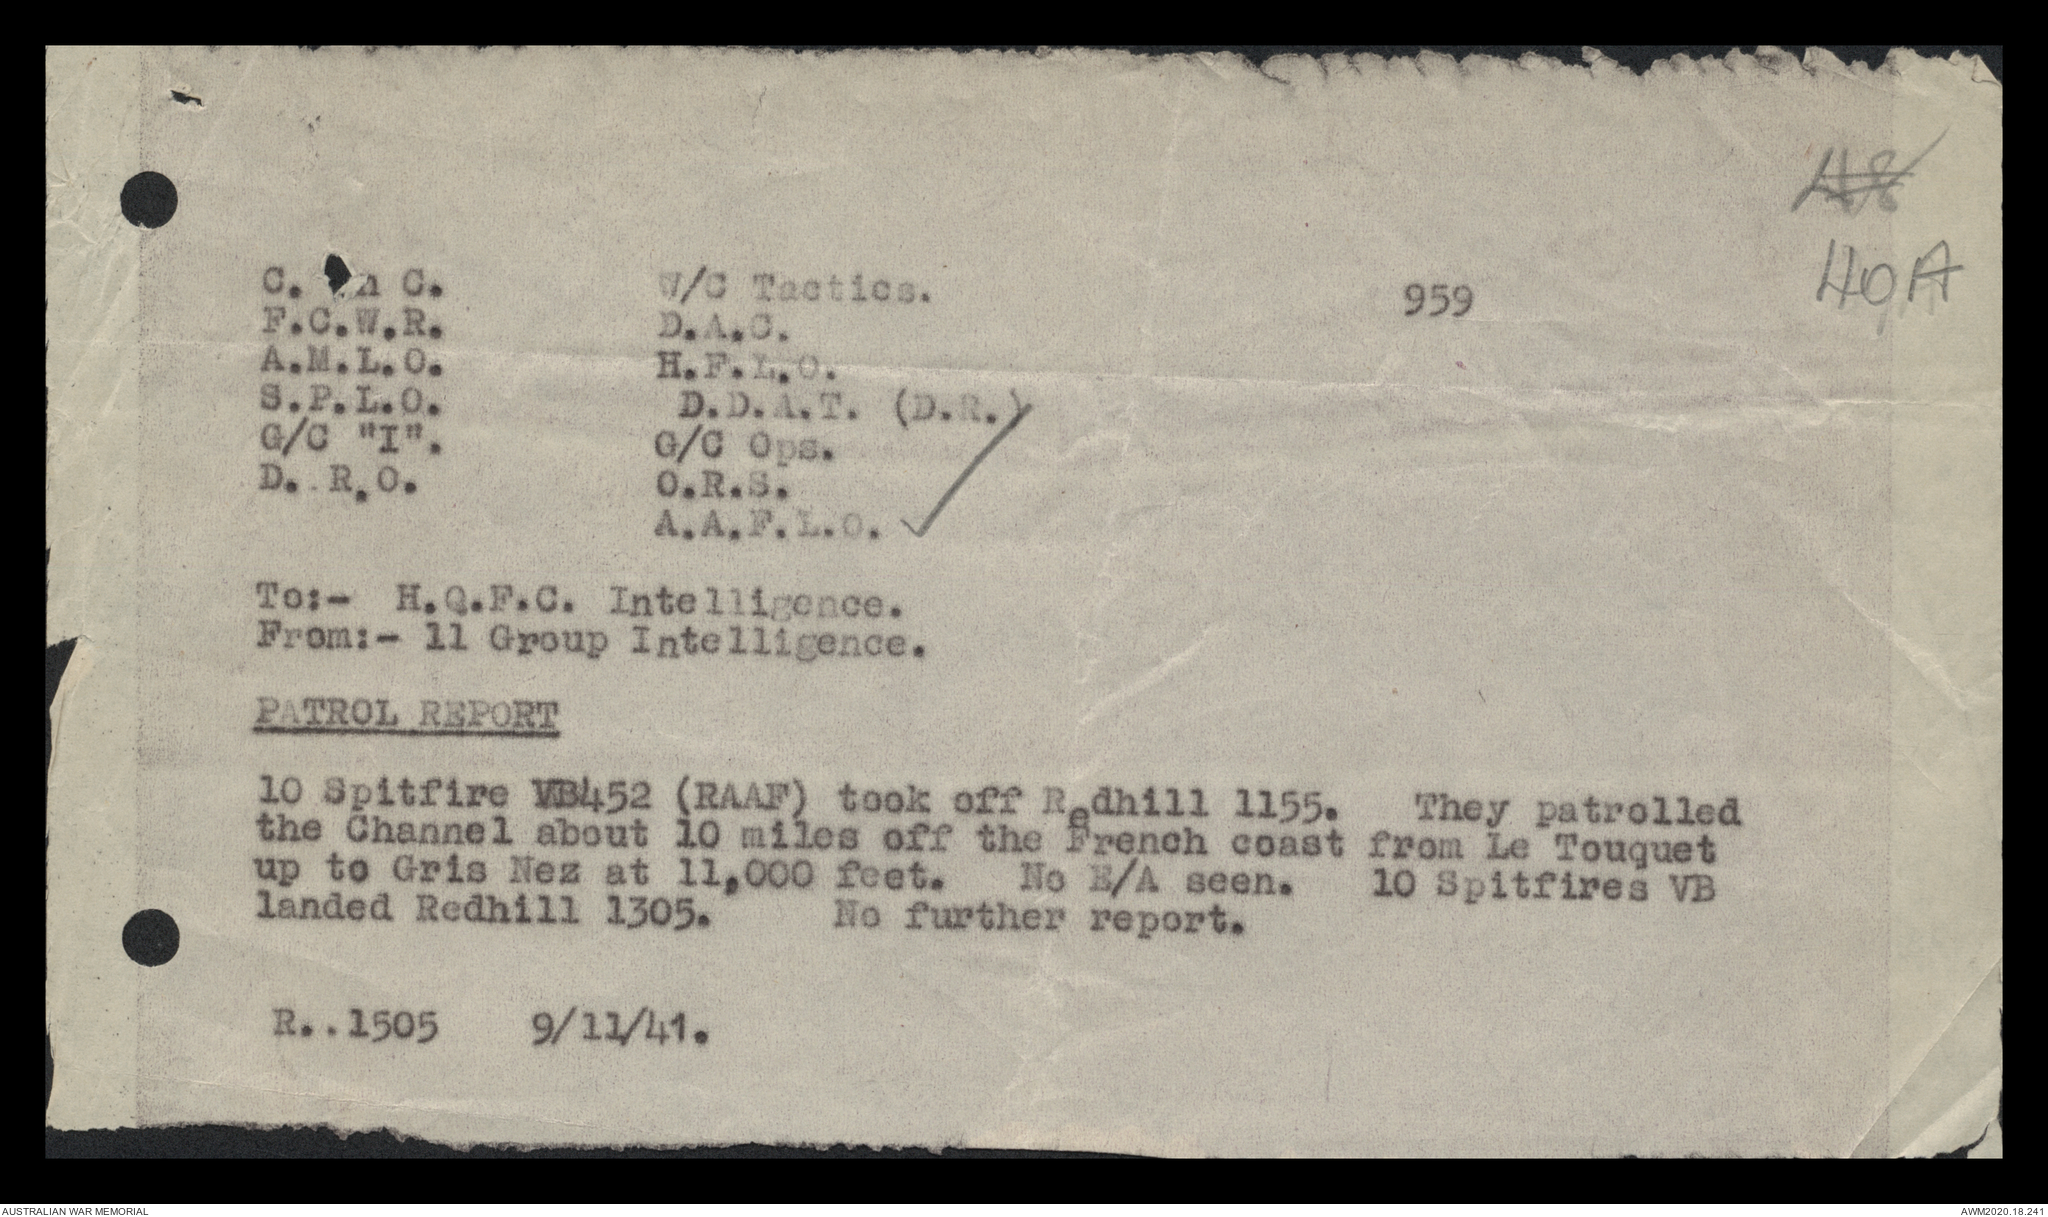 48
49A
C. in C.    W/C Tactics.    959
F.C.W.R.    D.A.C.
A.M.L.O.    H.F.L.O.
S.P.L.O.    D.D.A.T. (D.R.)
G/C "I".    G/C Ops.
D. . R.O.    O.R.S.
A.A.F.L.O.
To:- H.Q.F.C. Intelligence.
From:- 11 Group Intelligence.
PATROL REPORT
10 Spitfire VB452 (RAAF) took off Redhill 1155. They patrolled
the Channel about 10 miles off the French coast from Le Touquet
up to Gris Nez at 11,000 feet. No E/A seen. 10 Spitfires VB
landed Redhill 1305. No further report.
R..1505 9/11/41.
AUSTRALIAN WAR MEMORIAL    AWM2020.18.241